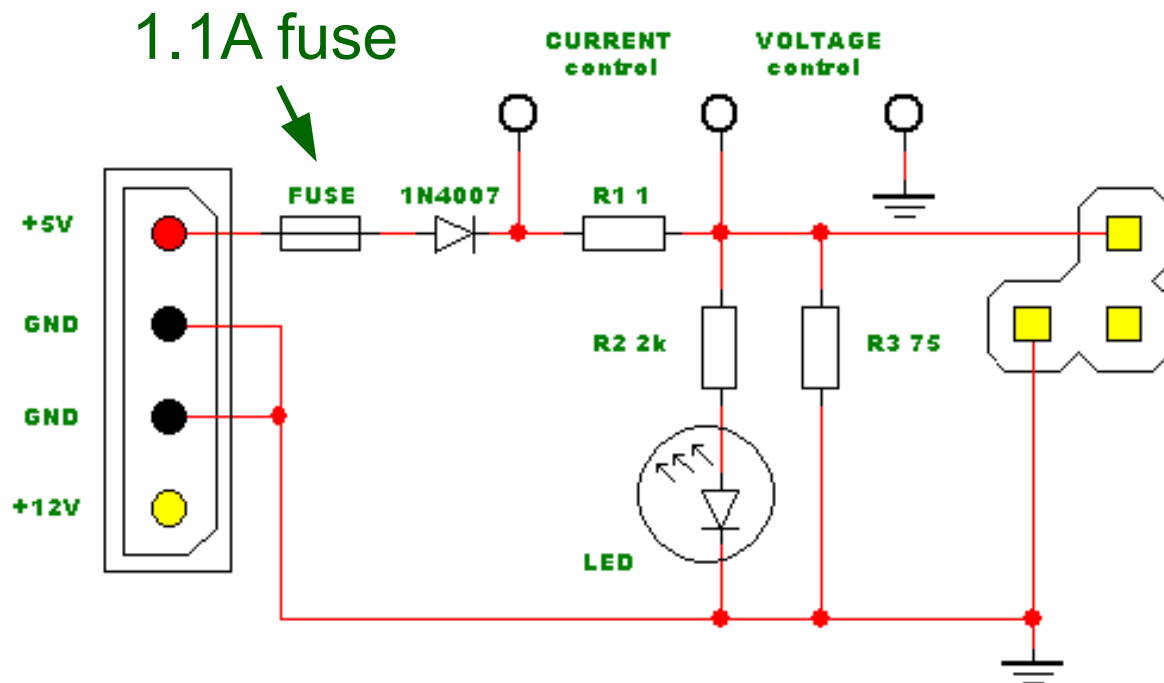 1.1A fuse
CURRENT
control
VOLTAGE
control
FUSE
1N4007
R1 1
+5V
GND
R2 2k
R3 75
GND
+12V
LED